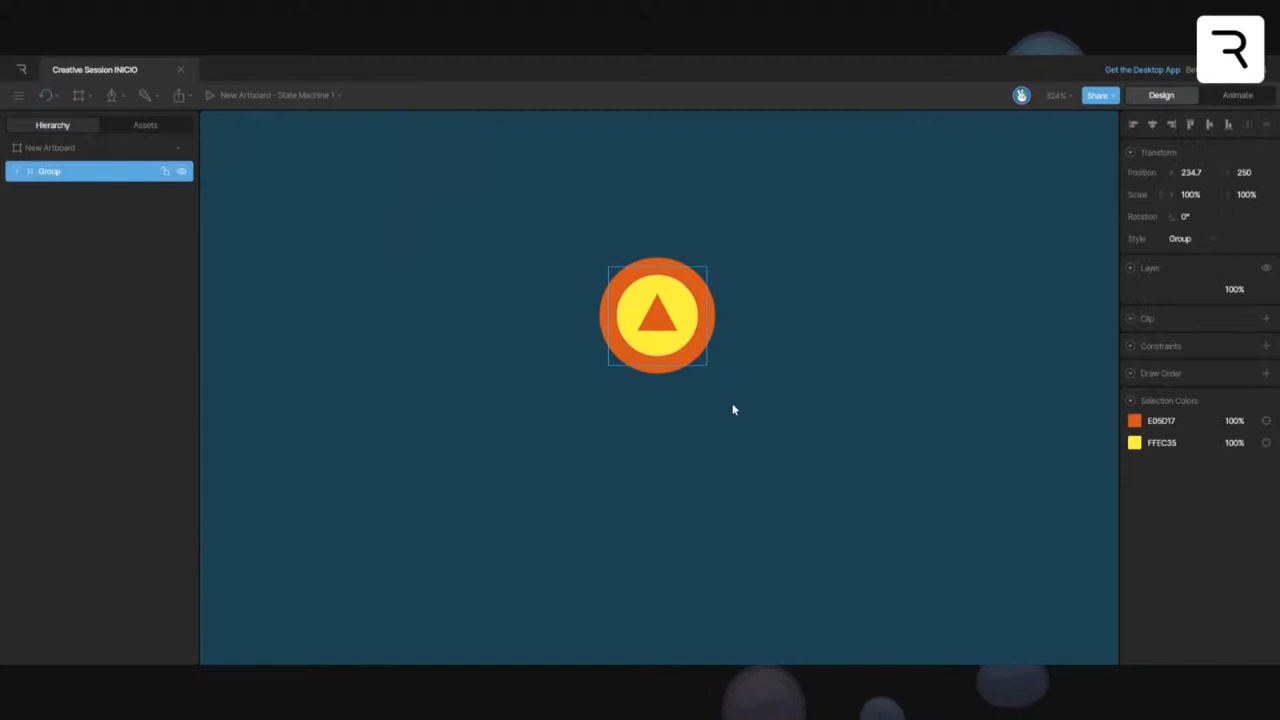 Get the Desktop App
Creative Session INICIO
New Artboard - State Machine 1
324%
Share
Design
Animate
Hierarchy
Assets
New Artboard
Group
Transform
Position
234.7
250
Scale
100%
100%
Rotation
0°
Style
Group
Layer
100%
Clip
Constraints
Draw Order
Selection Colors
E05D17
100%
FFEC35
100%